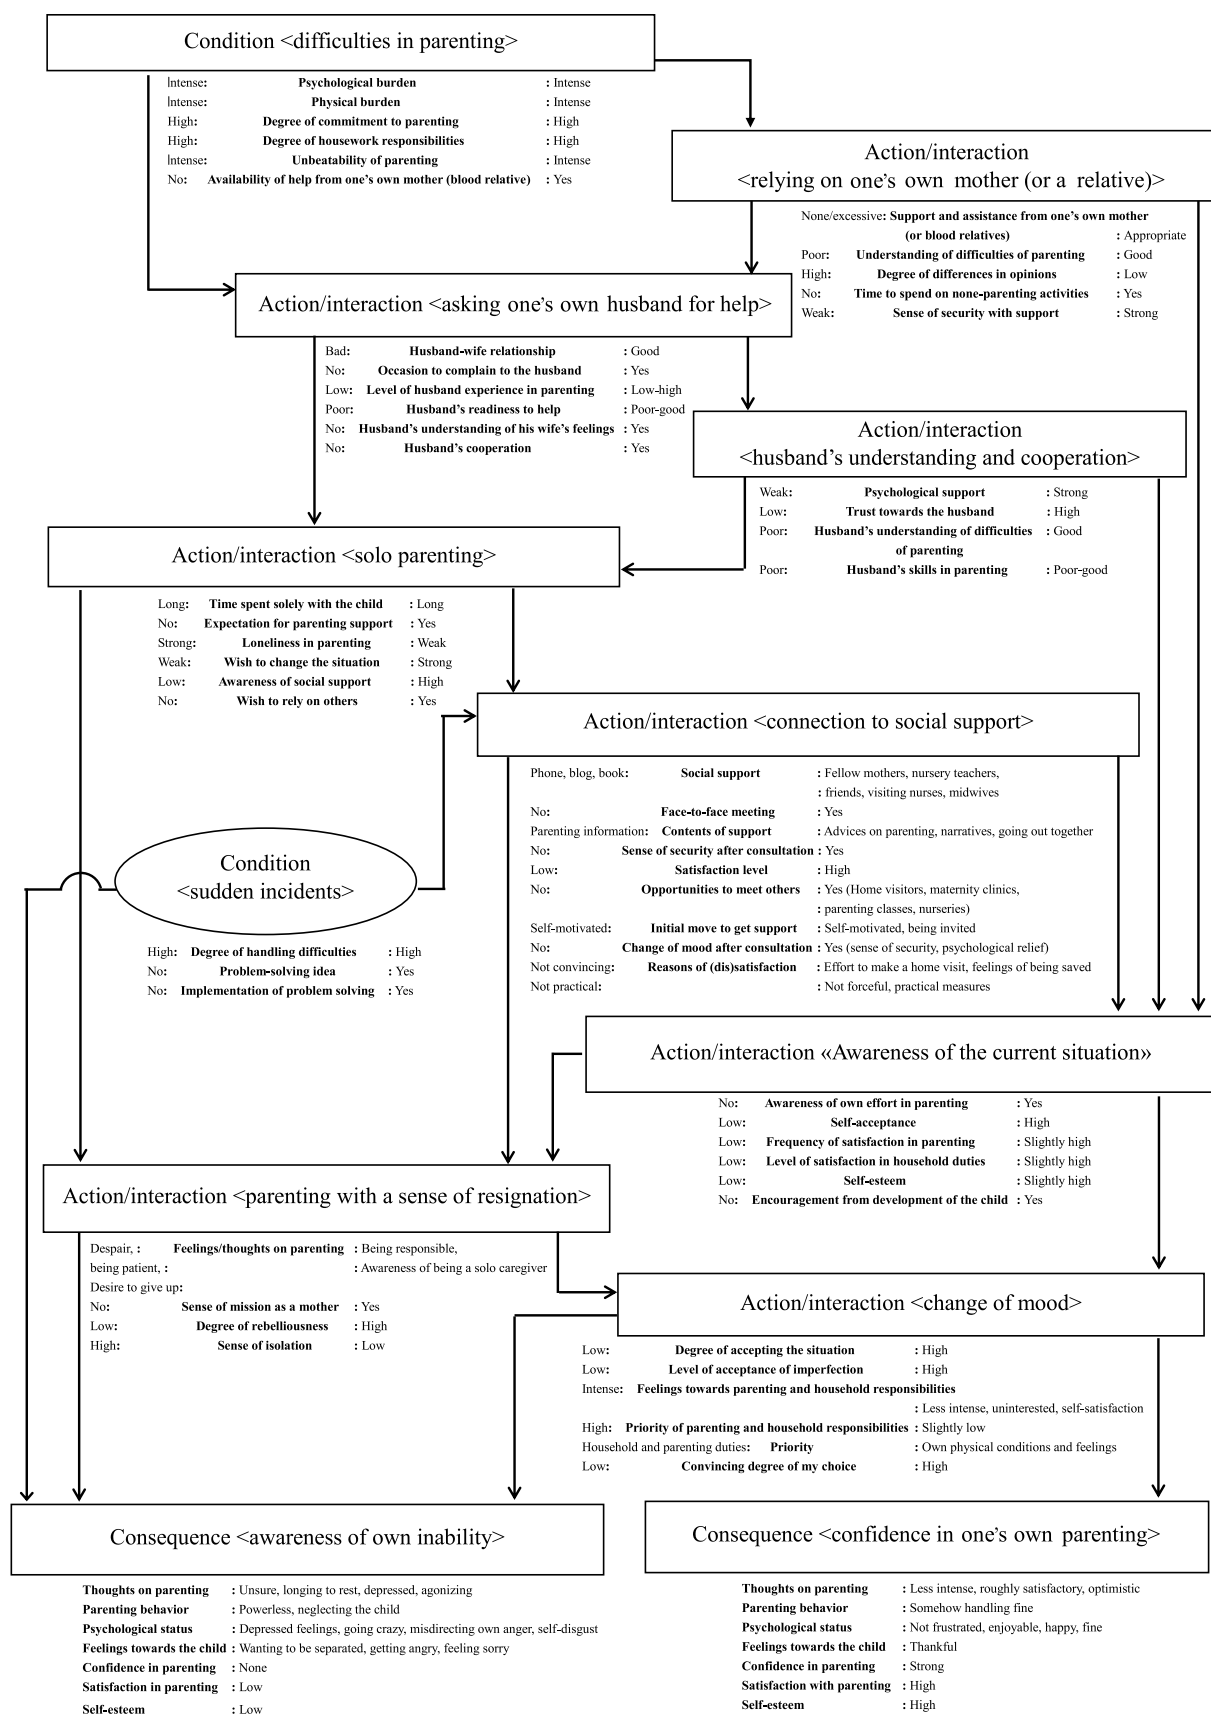 Condition <difficulties in parenting>
Intense: Psychological burden : Intense
Intense: Physical burden : Intense
High: Degree of commitment to parenting : High
High: Degree of housework responsibilities : High
Intense: Unbeatability of parenting : Intense
No: Availability of help from one's own mother (blood relative) : Yes
Action/interaction
<relying on one's own mother (or a relative)>
None/excessive: Support and assistance from one's own mother
(or blood relatives) : Appropriate
Poor: Understanding of difficulties of parenting : Good
High: Degree of differences in opinions : Low
No: Time to spend on none-parenting activities : Yes
Weak: Sense of security with support : Strong
Action/interaction <asking one's own husband for help>
Bad: Husband-wife relationship : Good
No: Occasion to complain to the husband : Yes
Low: Level of husband experience in parenting : Low-high
Poor: Husband's readiness to help : Poor-good
No: Husband's understanding of his wife's feelings : Yes
No: Husband's cooperation : Yes
Action/interaction
<husband's understanding and cooperation>
Weak: Psychological support : Strong
Low: Trust towards the husband : High
Poor: Husband's understanding of difficulties : Good
of parenting
Poor: Husband's skills in parenting : Poor-good
Action/interaction <solo parenting>
Long: Time spent solely with the child : Long
No: Expectation for parenting support : Yes
Strong: Loneliness in parenting : Weak
Weak: Wish to change the situation : Strong
Low: Awareness of social support : High
No: Wish to rely on others : Yes
Action/interaction <connection to social support>
Phone, blog, book: Social support : Fellow mothers, nursery teachers,
: friends, visiting nurses, midwives
No: Face-to-face meeting : Yes
Parenting information: Contents of support : Advices on parenting, narratives, going out together
No: Sense of security after consultation : Yes
Low: Satisfaction level : High
No: Opportunities to meet others : Yes (Home visitors, maternity clinics,
: parenting classes, nurseries)
Self-motivated: Initial move to get support : Self-motivated, being invited
No: Change of mood after consultation : Yes (sense of security, psychological relief)
Not convincing: Reasons of (dis)satisfaction : Effort to make a home visit, feelings of being saved
Not practical: : Not forceful, practical measures
Condition
<sudden incidents>
High: Degree of handling difficulties : High
No: Problem-solving idea : Yes
No: Implementation of problem solving : Yes
Action/interaction «Awareness of the current situation»
No: Awareness of own effort in parenting : Yes
Low: Self-acceptance : High
Low: Frequency of satisfaction in parenting : Slightly high
Low: Level of satisfaction in household duties : Slightly high
Low: Self-esteem : Slightly high
No: Encouragement from development of the child : Yes
Action/interaction <parenting with a sense of resignation>
Despair, : Feelings/thoughts on parenting : Being responsible,
being patient, : : Awareness of being a solo caregiver
Desire to give up:
No: Sense of mission as a mother : Yes
Low: Degree of rebelliousness : High
High: Sense of isolation : Low
Action/interaction <change of mood>
Low: Degree of accepting the situation : High
Low: Level of acceptance of imperfection : High
Intense: Feelings towards parenting and household responsibilities
: Less intense, uninterested, self-satisfaction
High: Priority of parenting and household responsibilities : Slightly low
Household and parenting duties: Priority : Own physical conditions and feelings
Low: Convincing degree of my choice : High
Consequence <awareness of own inability>
Thoughts on parenting : Unsure, longing to rest, depressed, agonizing
Parenting behavior : Powerless, neglecting the child
Psychological status : Depressed feelings, going crazy, misdirecting own anger, self-disgust
Feelings towards the child : Wanting to be separated, getting angry, feeling sorry
Confidence in parenting : None
Satisfaction in parenting : Low
Self-esteem : Low
Consequence <confidence in one's own parenting>
Thoughts on parenting : Less intense, roughly satisfactory, optimistic
Parenting behavior : Somehow handling fine
Psychological status : Not frustrated, enjoyable, happy, fine
Feelings towards the child : Thankful
Confidence in parenting : Strong
Satisfaction with parenting : High
Self-esteem : High